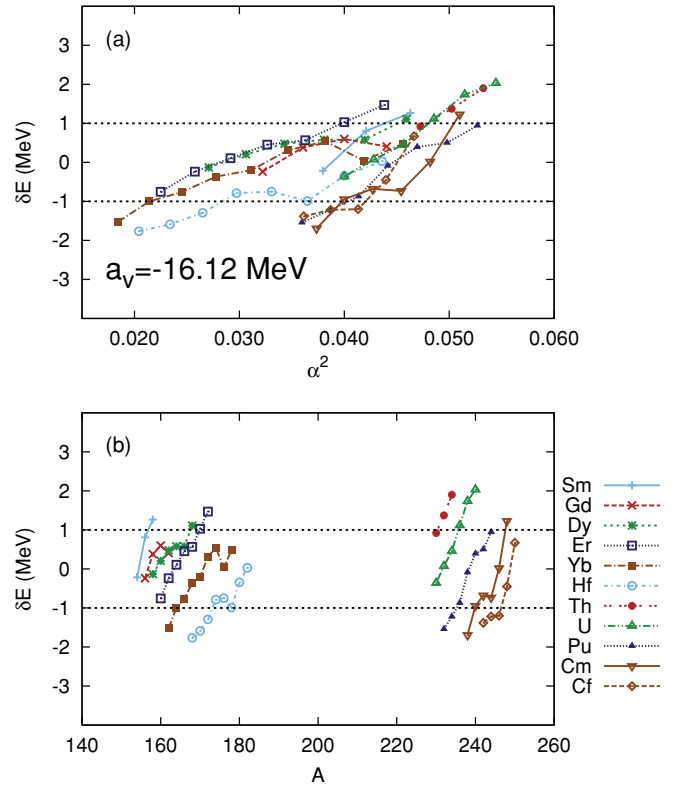 (a)
3
2
1
0
-1
-2
-3
δE (MeV)
a_v=-16.12 MeV
0.020 0.030 0.040 0.050 0.060
α²
(b)
3
2
1
0
-1
-2
-3
δE (MeV)
140 160 180 200 220 240 260
A
Sm
Gd
Dy
Er
Yb
Hf
Th
U
Pu
Cm
Cf